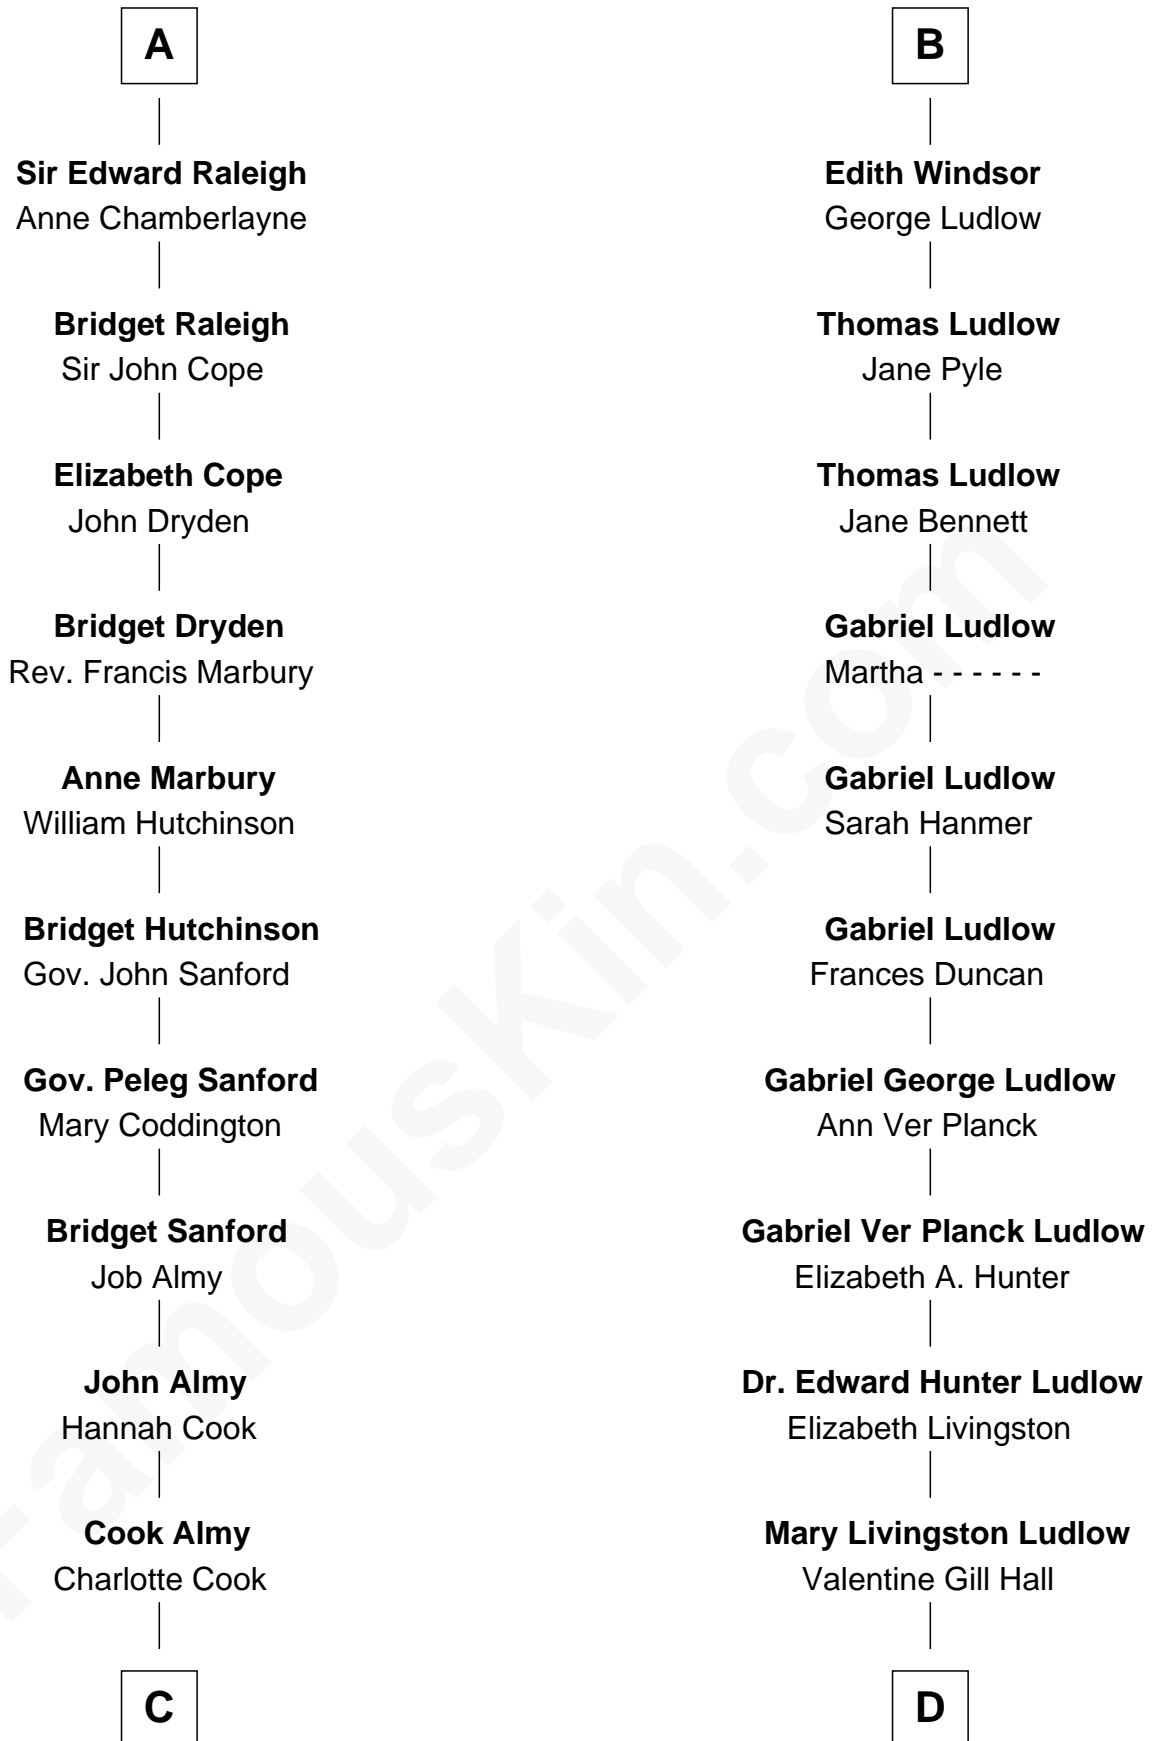 A
Sir Edward Raleigh
Anne Chamberlayne
Bridget Raleigh
Sir John Cope
Elizabeth Cope
John Dryden
Bridget Dryden
Rev. Francis Marbury
Anne Marbury
William Hutchinson
Bridget Hutchinson
Gov. John Sanford
Gov. Peleg Sanford
Mary Coddington
Bridget Sanford
Job Almy
John Almy
Hannah Cook
Cook Almy
Charlotte Cook
C
B
Edith Windsor
George Ludlow
Thomas Ludlow
Jane Pyle
Thomas Ludlow
Jane Bennett
Gabriel Ludlow
Martha - - - - - -
Gabriel Ludlow
Sarah Hanmer
Gabriel Ludlow
Frances Duncan
Gabriel George Ludlow
Ann Ver Planck
Gabriel Ver Planck Ludlow
Elizabeth A. Hunter
Dr. Edward Hunter Ludlow
Elizabeth Livingston
Mary Livingston Ludlow
Valentine Gill Hall
D
FamousKin.com